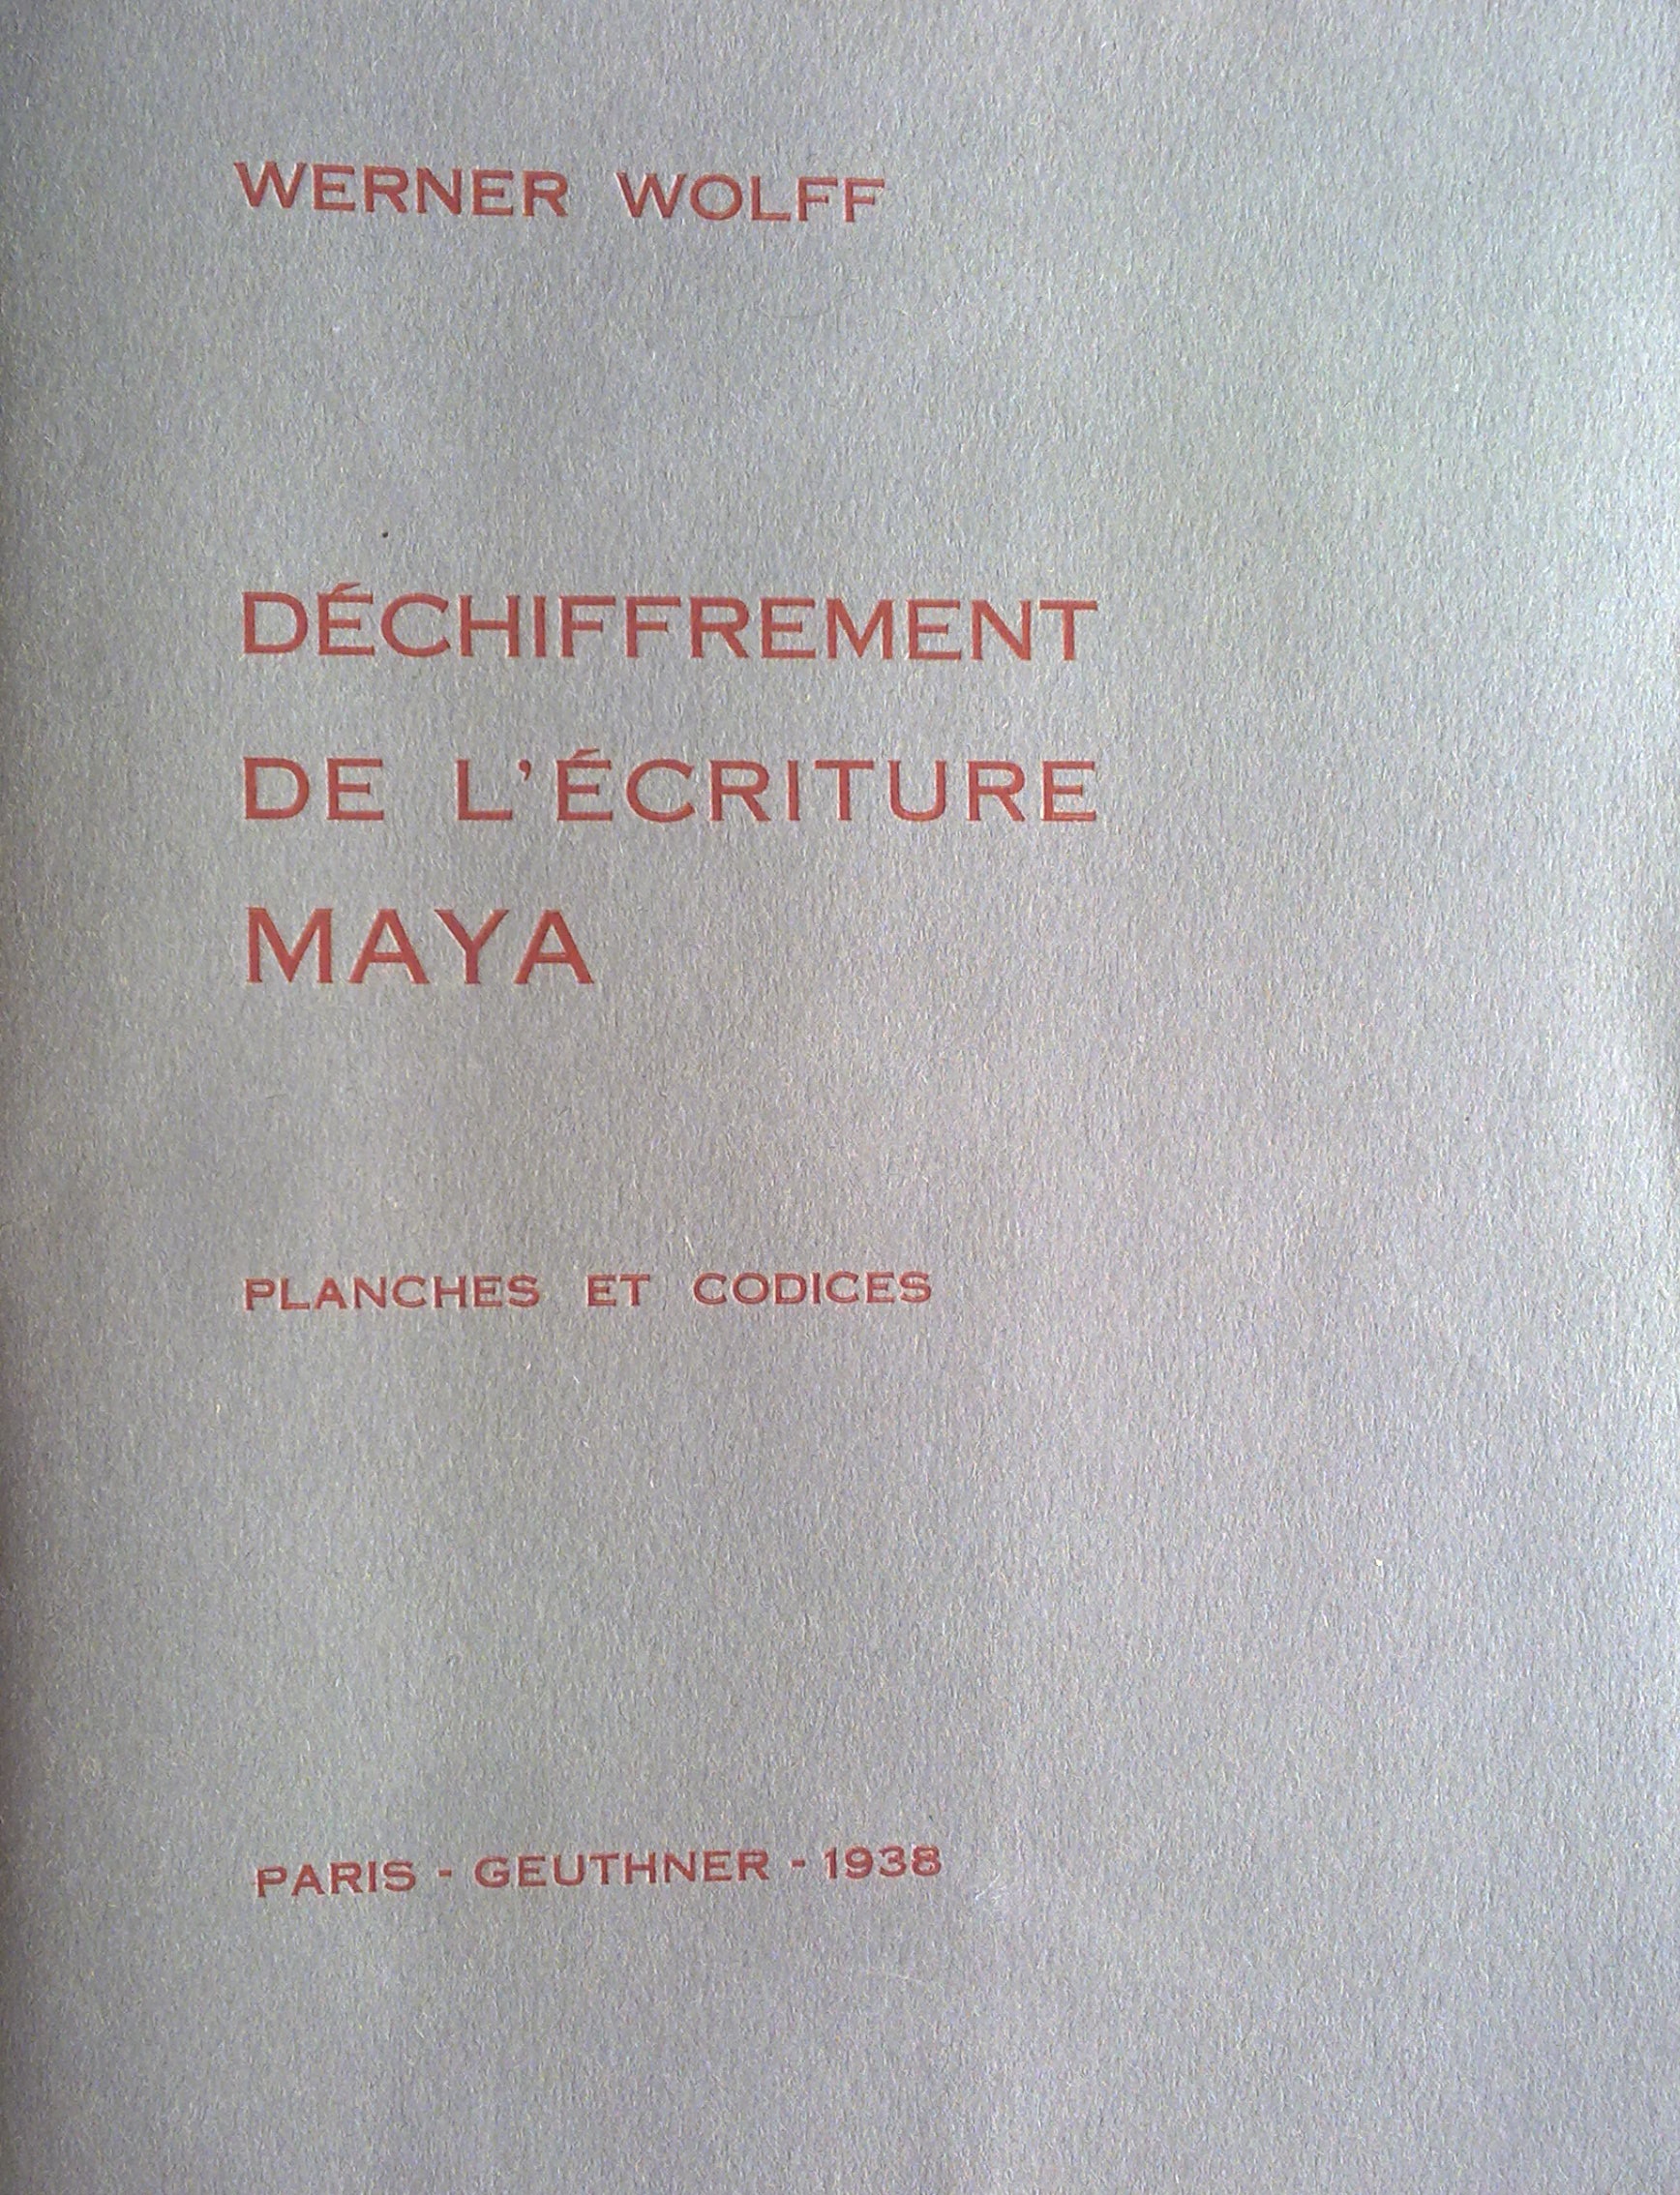 WERNER WOLFF
DÉCHIFFREMENT
DE L'ÉCRITURE
MAYA
PLANCHES ET CODICES
PARIS - GEUTHNER - 1938